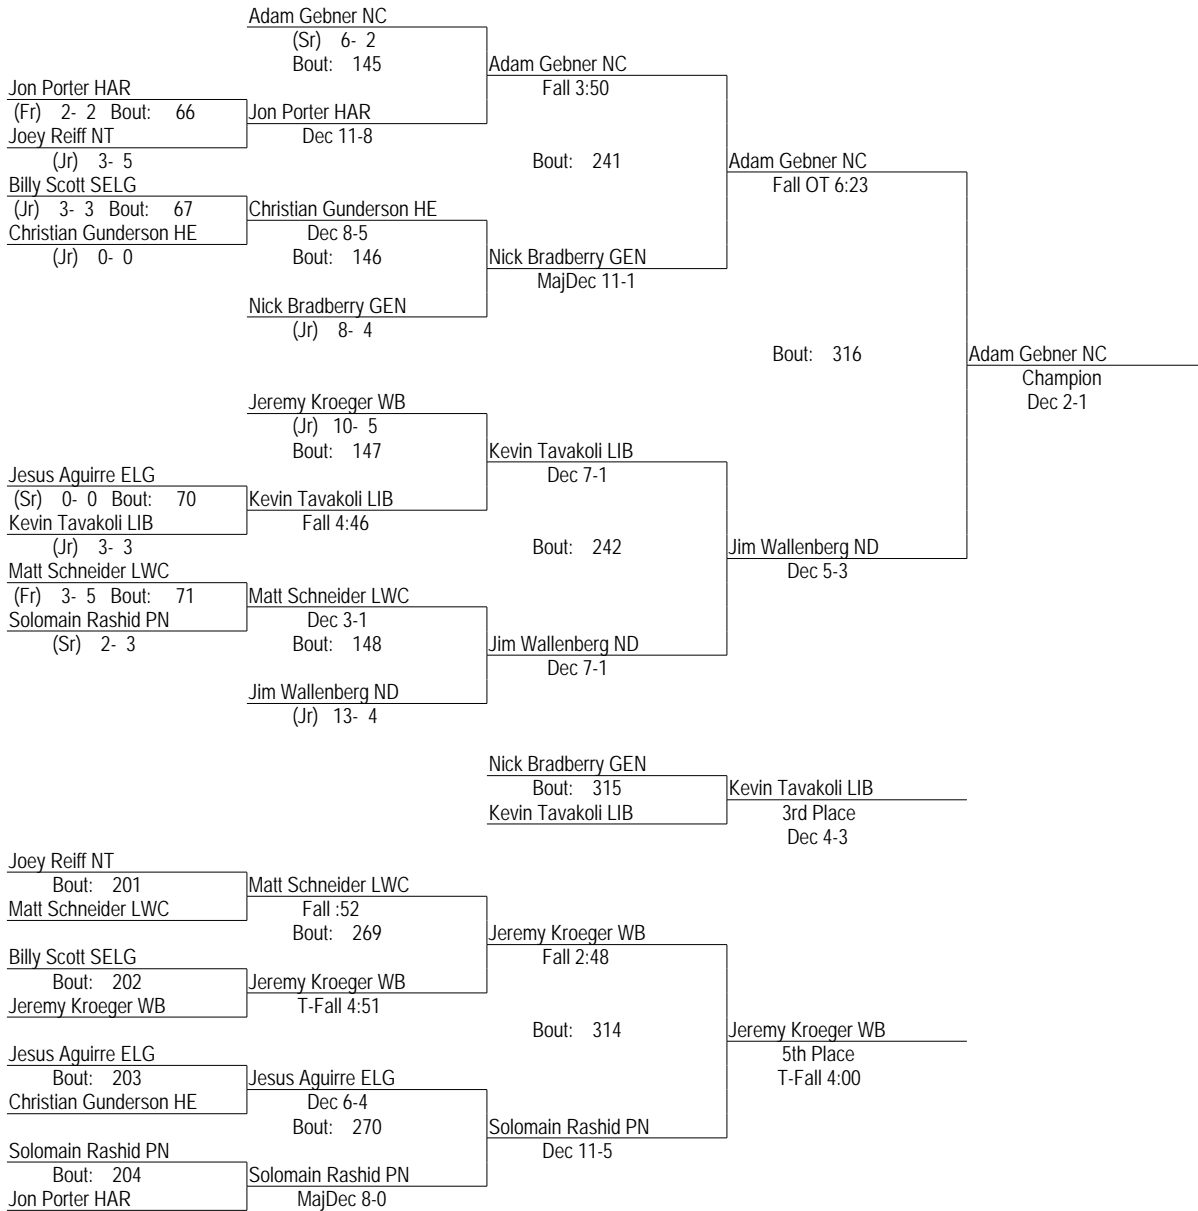 Adam Gebner NC
(Sr) 6- 2
Bout: 145
Adam Gebner NC
Fall 3:50
Jon Porter HAR
(Fr) 2- 2 Bout: 66
Jon Porter HAR
Dec 11-8
Joey Reiff NT
(Jr) 3- 5
Bout: 241
Adam Gebner NC
Fall OT 6:23
Billy Scott SELG
(Jr) 3- 3 Bout: 67
Christian Gunderson HE
Dec 8-5
Christian Gunderson HE
(Jr) 0- 0
Bout: 146
Nick Bradberry GEN
MajDec 11-1
Nick Bradberry GEN
(Jr) 8- 4
Bout: 316
Adam Gebner NC
Champion
Dec 2-1
Jeremy Kroeger WB
(Jr) 10- 5
Bout: 147
Kevin Tavakoli LIB
Dec 7-1
Jesus Aguirre ELG
(Sr) 0- 0 Bout: 70
Kevin Tavakoli LIB
Fall 4:46
Kevin Tavakoli LIB
(Jr) 3- 3
Bout: 242
Jim Wallenberg ND
Dec 5-3
Matt Schneider LWC
(Fr) 3- 5 Bout: 71
Matt Schneider LWC
Dec 3-1
Solomain Rashid PN
(Sr) 2- 3
Bout: 148
Jim Wallenberg ND
Dec 7-1
Jim Wallenberg ND
(Jr) 13- 4
Nick Bradberry GEN
Bout: 315
Kevin Tavakoli LIB
Kevin Tavakoli LIB
3rd Place
Dec 4-3
Joey Reiff NT
Bout: 201
Matt Schneider LWC
Matt Schneider LWC
Fall :52
Bout: 269
Jeremy Kroeger WB
Fall 2:48
Billy Scott SELG
Bout: 202
Jeremy Kroeger WB
Jeremy Kroeger WB
T-Fall 4:51
Bout: 314
Jeremy Kroeger WB
5th Place
T-Fall 4:00
Jesus Aguirre ELG
Bout: 203
Christian Gunderson HE
Jesus Aguirre ELG
Dec 6-4
Bout: 270
Solomain Rashid PN
Dec 11-5
Solomain Rashid PN
Bout: 204
Jon Porter HAR
Solomain Rashid PN
MajDec 8-0